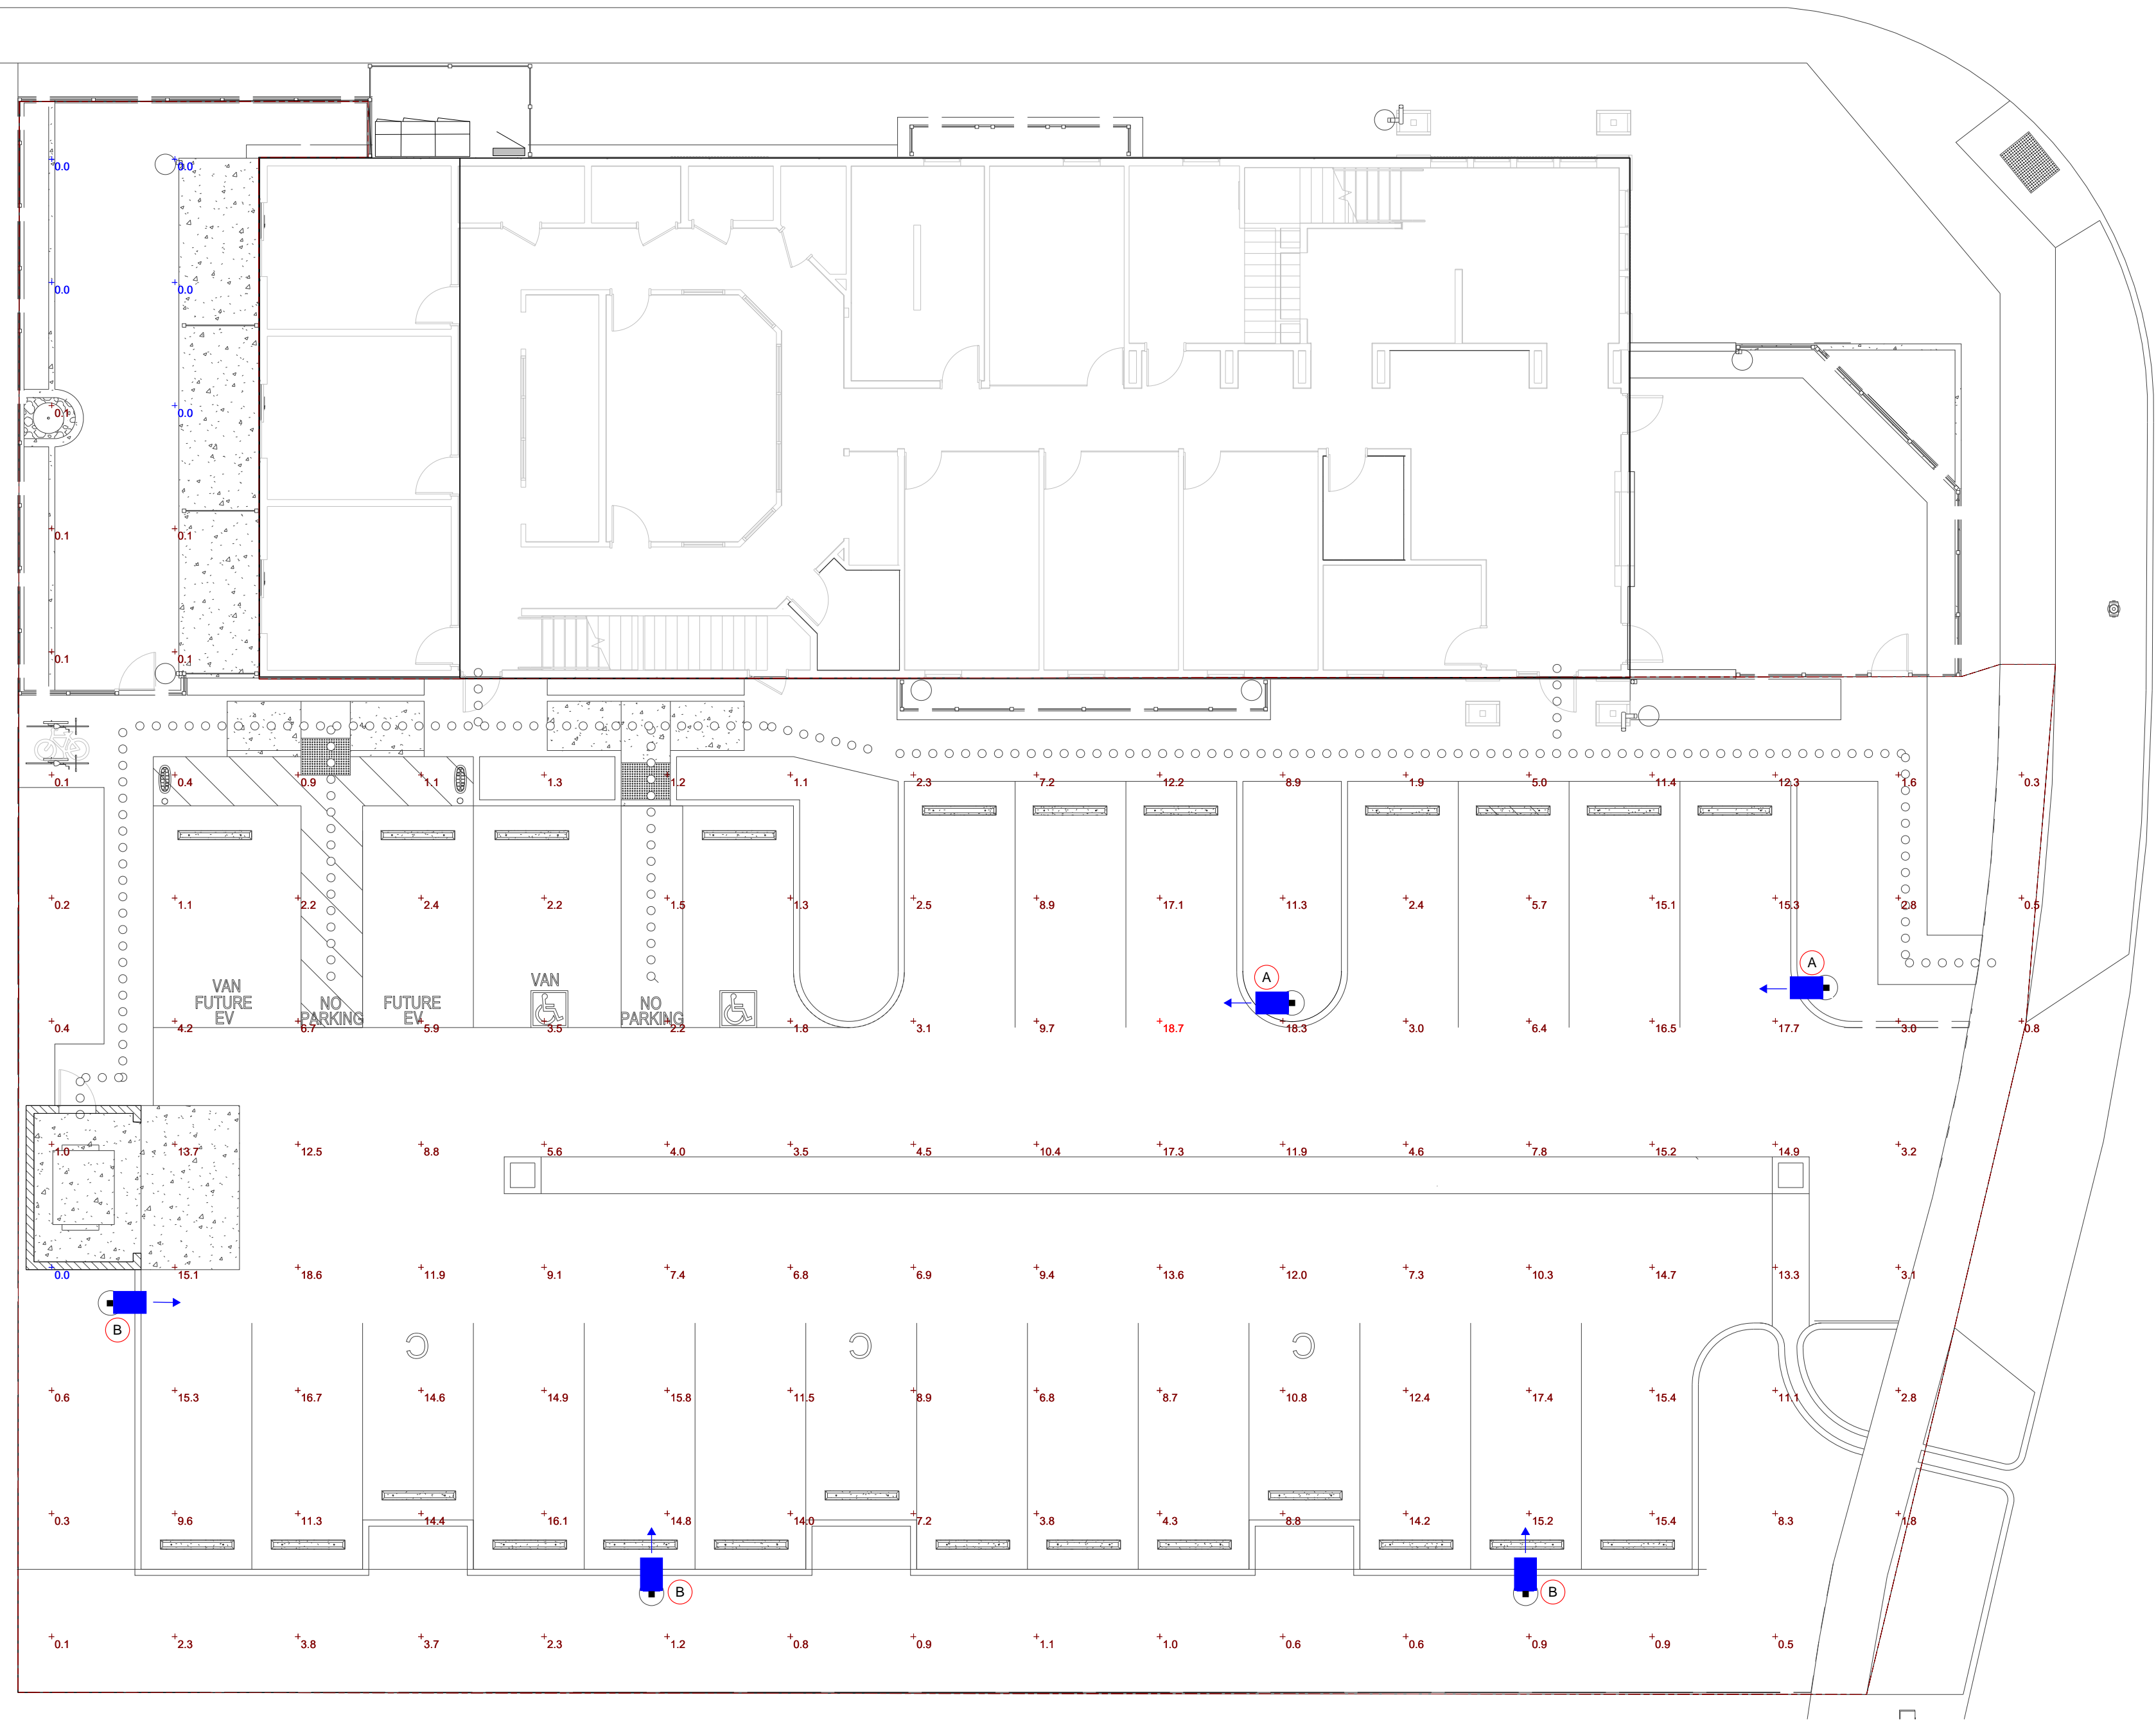 0.0 0.0
0.0 0.0
0.1 0.0
0.1 0.1
0.1 0.1
0.1 0.4 0.9 1.1 1.3 1.2 1.1 2.3 7.2 12.2 8.9 1.9 5.0 11.4 12.3 1.6 0.3
0.2 1.1 2.2 2.4 2.2 1.5 1.3 2.5 8.9 17.1 11.3 2.4 5.7 15.1 15.3 2.8 0.5
A
VAN
A
VAN
FUTURE
EV
NO
PARKING
FUTURE
EV
NO
PARKING
0.4 4.2 6.7 5.9 3.5 2.2 1.8 3.1 9.7 18.7 18.3 3.0 6.4 16.5 17.7 3.0 0.8
1.0 13.7 12.5 8.8 5.6 4.0 3.5 4.5 10.4 17.3 11.9 4.6 7.8 15.2 14.9 3.2
0.0 15.1 18.6 11.9 9.1 7.4 6.8 6.9 9.4 13.6 12.0 7.3 10.3 14.7 13.3 3.1
B
C C C
0.6 15.3 16.7 14.6 14.9 15.8 11.5 8.9 6.8 8.7 10.8 12.4 17.4 15.4 11.1 2.8
0.3 9.6 11.3 14.4 16.1 14.8 14.0 7.2 3.8 4.3 8.8 14.2 15.2 15.4 8.3 1.8
B B
0.1 2.3 3.8 3.7 2.3 1.2 0.8 0.9 1.1 1.0 0.6 0.6 0.9 0.9 0.5